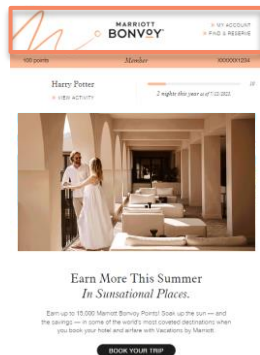 MARRIOTT
BONVOY
> MY ACCOUNT
> FIND & RESERVE
100 points
Member
XXXXXX1234
Harry Potter
> VIEW ACTIVITY
2 nights this year as of
Earn More This Summer
In Sunsational Places.
Earn up to 15,000 Marriott Bonvoy Points! Soak up the sun — and
the savings — in some of the world's most coveted destinations when
you book your hotel and airfare with Vacations by Marriott.
BOOK YOUR TRIP